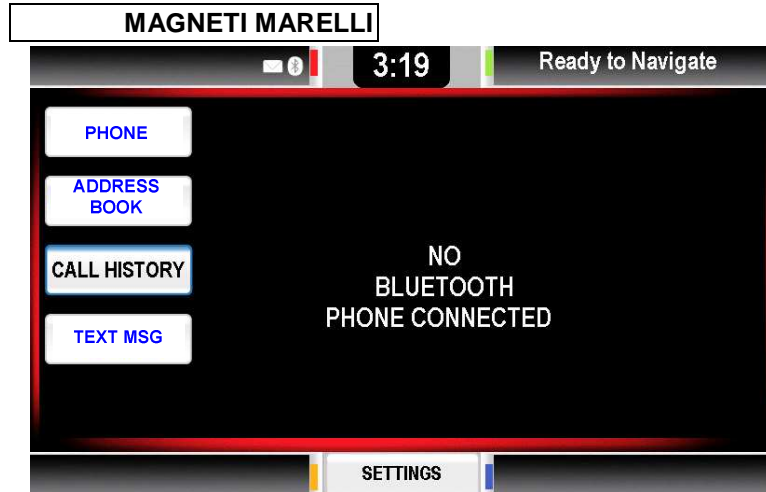 MAGNETI MARELLI
3:19
Ready to Navigate
PHONE
ADDRESS
BOOK
CALL HISTORY
TEXT MSG
NO
BLUETOOTH
PHONE CONNECTED
SETTINGS